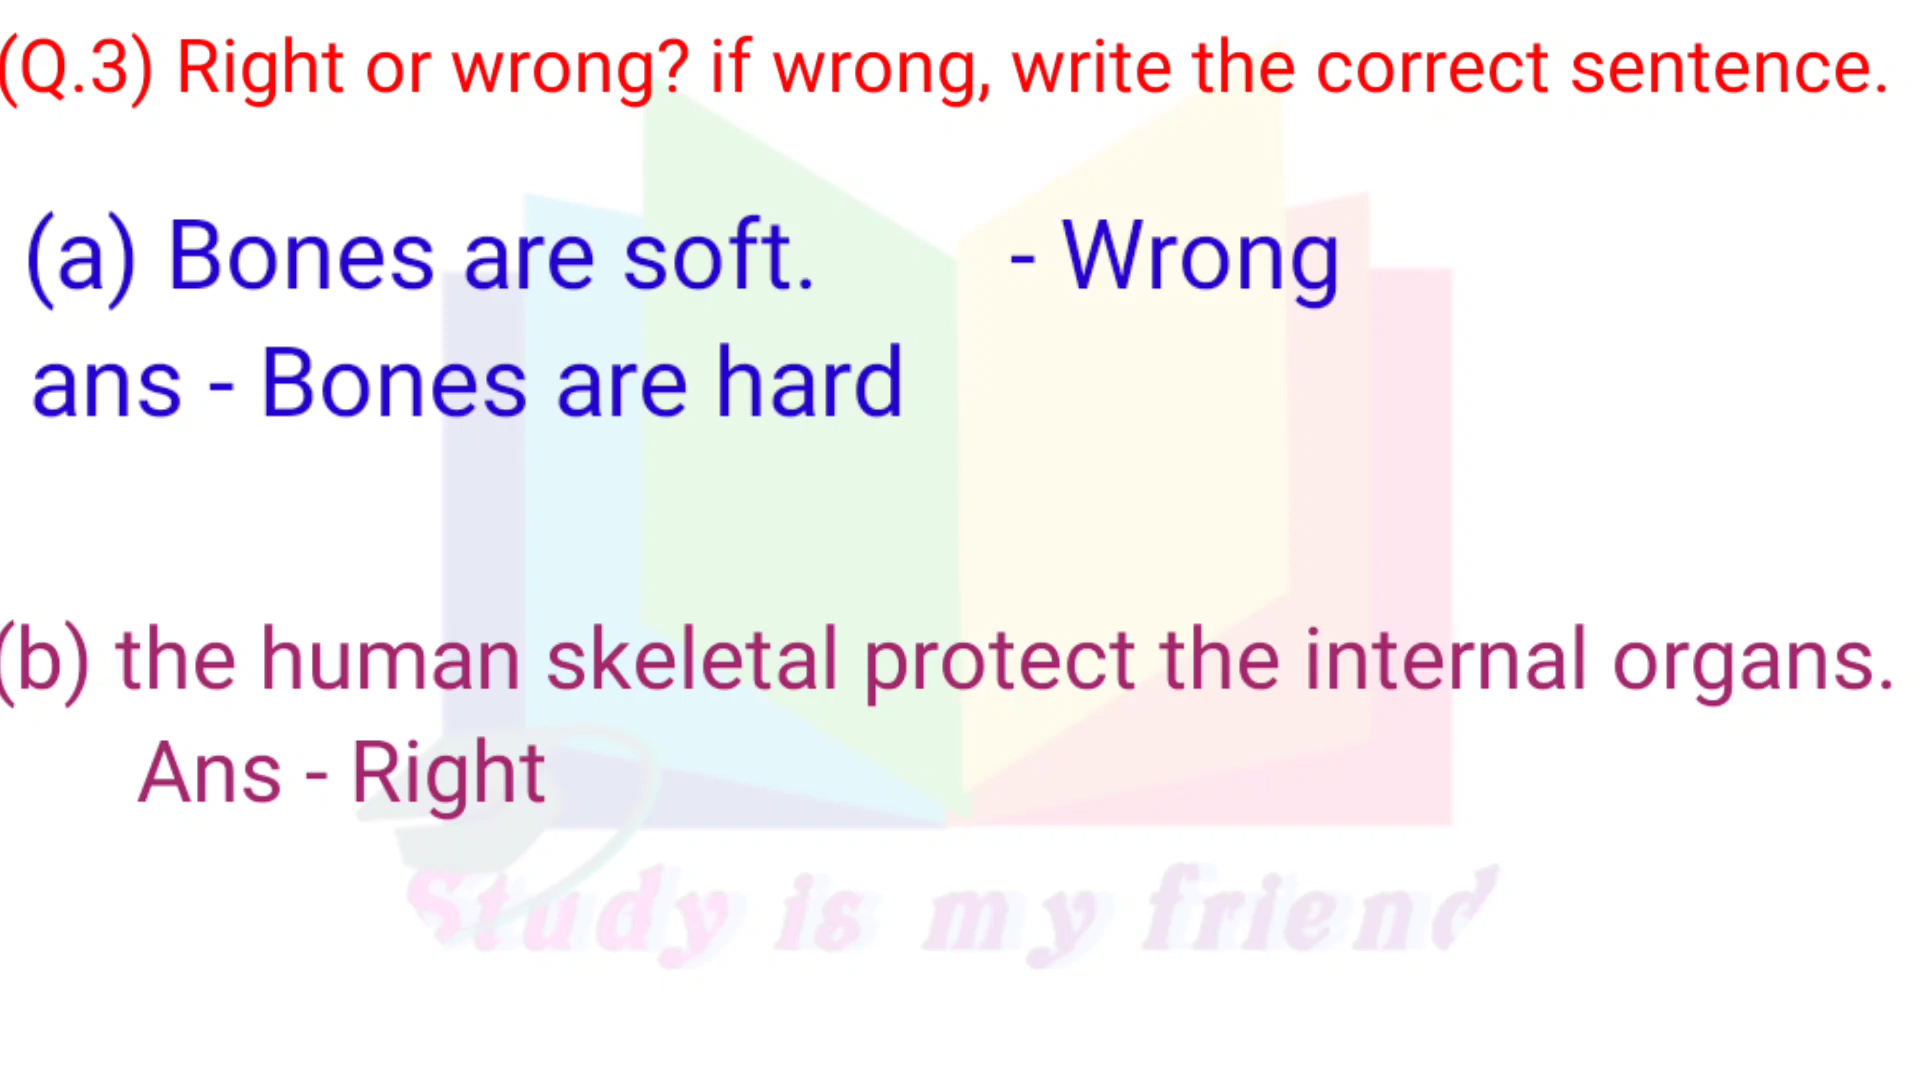 (Q.3) Right or wrong? if wrong, write the correct sentence.
(a) Bones are soft. - Wrong
ans - Bones are hard
(b) the human skeletal protect the internal organs.
Ans - Right
Study is my friend